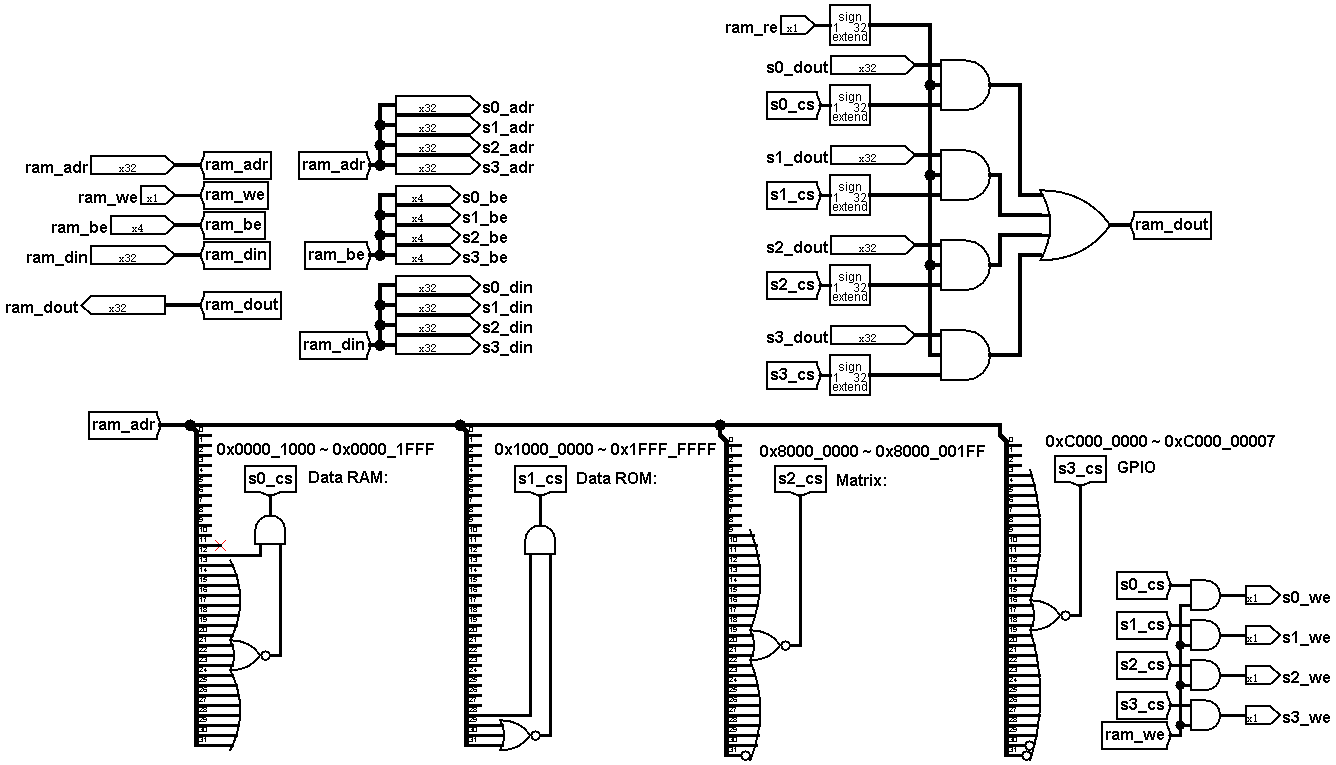 ram_re x1 sign 1 32 extend
s0_dout x32
s0_cs sign 1 32 extend
s1_dout x32
s1_cs sign 1 32 extend
s2_dout x32
s2_cs sign 1 32 extend
s3_dout x32
s3_cs sign 1 32 extend
ram_dout
ram_adr x32 ram_adr
ram_we x1 ram_we
ram_be x4 ram_be
ram_din x32 ram_din
ram_dout x32 ram_dout
x32 s0_adr
x32 s1_adr
x32 s2_adr
ram_adr x32 s3_adr
x4 s0_be
x4 s1_be
x4 s2_be
ram_be x4 s3_be
x32 s0_din
x32 s1_din
x32 s2_din
ram_din x32 s3_din
ram_adr
0x0000_1000 ~ 0x0000_1FFF
s0_cs Data RAM:
0x1000_0000 ~ 0x1FFF_FFFF
s1_cs Data ROM:
0x8000_0000 ~ 0x8000_001FF
s2_cs Matrix:
0xC000_0000 ~ 0xC000_00007
s3_cs GPIO
s0_cs x1 s0_we
s1_cs x1 s1_we
s2_cs x1 s2_we
s3_cs x1 s3_we
ram_we